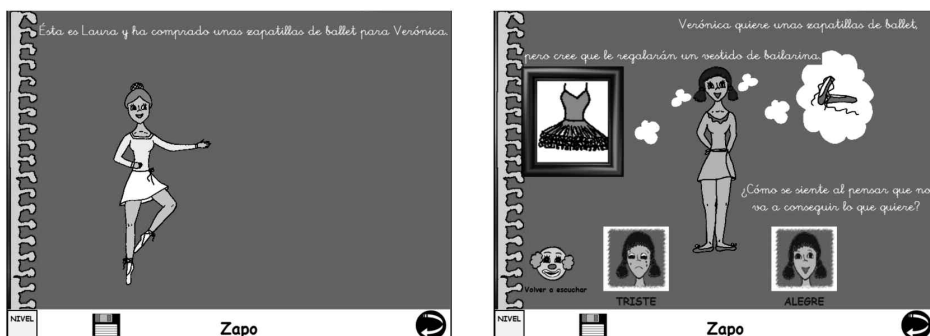 Ésta es Laura y ha comprado unas zapatillas de ballet para Verónica.
NIVEL
Zapo
Verónica quiere unas zapatillas de ballet,
pero cree que le regalarán un vestido de bailarina.
¿Cómo se siente al pensar que no
va a conseguir lo que quiere?
Volver a escuchar
TRISTE
ALEGRE
NIVEL
Zapo